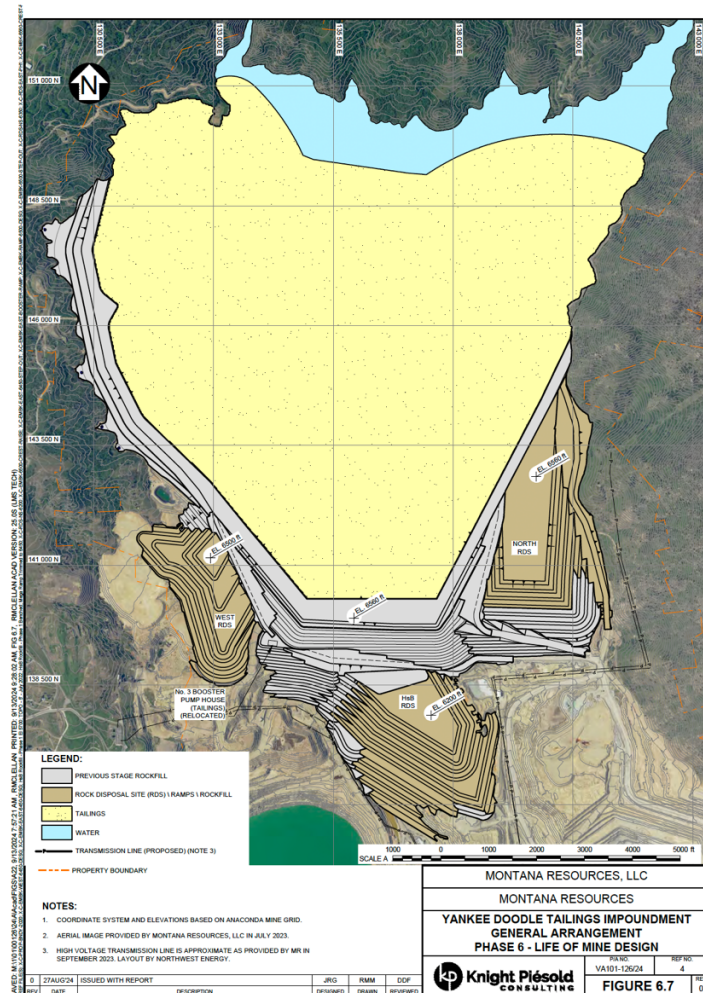 130 500 E
133 000 E
135 500 E
138 000 E
140 500 E
143 000 E
151 000 N
N
148 500 N
146 000 N
143 500 N
EL. 6560 ft
EL. 6500 ft
NORTH
RDS
141 000 N
EL. 6560 ft
WEST
RDS
138 500 N
No. 3 BOOSTER
PUMP HOUSE
(TAILINGS)
(RELOCATED)
HsB
RDS
EL. 6200 ft
LEGEND:
PREVIOUS STAGE ROCKFILL
ROCK DISPOSAL SITE (RDS) \ RAMPS \ ROCKFILL
TAILINGS
WATER
TRANSMISSION LINE (PROPOSED) (NOTE 3)
PROPERTY BOUNDARY
SCALE A
1000 0 1000 2000 3000 4000 5000 ft
NOTES:
1. COORDINATE SYSTEM AND ELEVATIONS BASED ON ANACONDA MINE GRID.
2. AERIAL IMAGE PROVIDED BY MONTANA RESOURCES, LLC IN JULY 2023.
3. HIGH VOLTAGE TRANSMISSION LINE IS APPROXIMATE AS PROVIDED BY MR IN
SEPTEMBER 2023. LAYOUT BY NORTHWEST ENERGY.
MONTANA RESOURCES, LLC
MONTANA RESOURCES
YANKEE DOODLE TAILINGS IMPOUNDMENT
GENERAL ARRANGEMENT
PHASE 6 - LIFE OF MINE DESIGN
Knight Piésold
CONSULTING
P/A NO.
VA101-126/24
REF NO.
4
FIGURE 6.7
REV
0
0 27AUG'24 ISSUED WITH REPORT JRG RMM DDF
REV DATE DESCRIPTION DESIGNED DRAWN REVIEWED